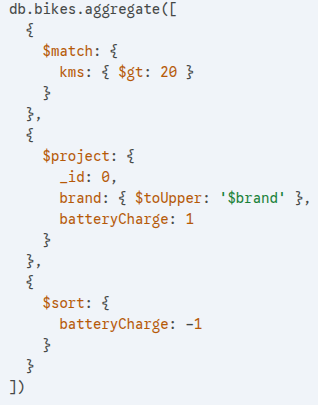 db.bikes.aggregate([
  {
    $match: {
      kms: { $gt: 20 }
    }
  },
  {
    $project: {
      _id: 0,
      brand: { $toUpper: '$brand' },
      batteryCharge: 1
    }
  },
  {
    $sort: {
      batteryCharge: -1
    }
  }
])